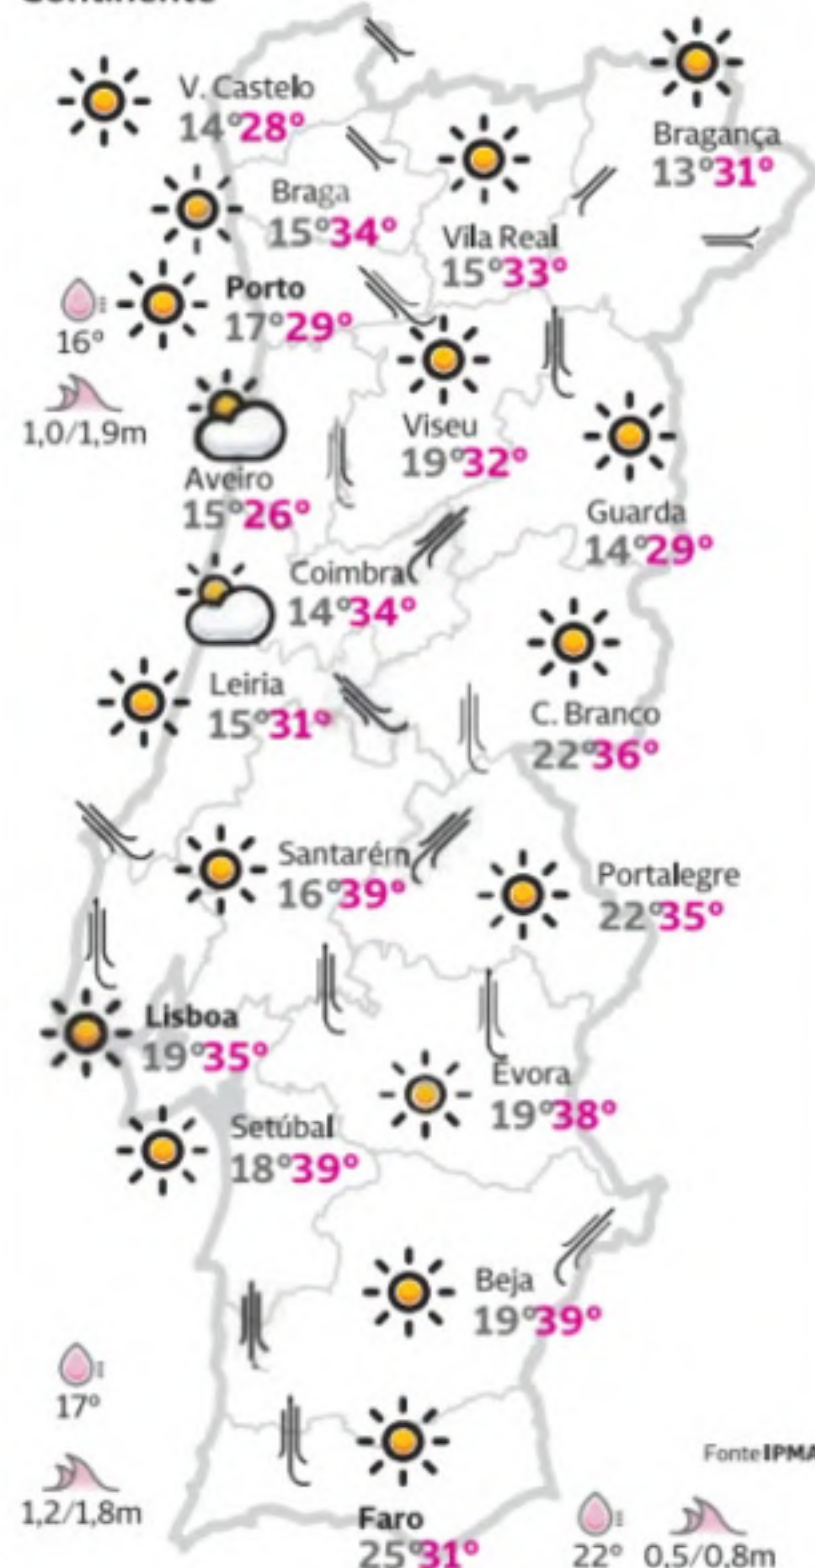 Continente
V. Castelo
14°28°
Bragança
13°31°
Braga
15°34°
Vila Real
15°33°
Porto
17°29°
16°
1,0/1,9m
Viseu
19°32°
Aveiro
15°26°
Guarda
14°29°
Coimbra
14°34°
Leiria
15°31°
C. Branco
22°36°
Santarém
16°39°
Portalegre
22°35°
Lisboa
19°35°
Évora
19°38°
Setúbal
18°39°
Beja
19°39°
17°
1,2/1,8m
Fonte IPMA
Faro
25°31°
22° 0,5/0,8m